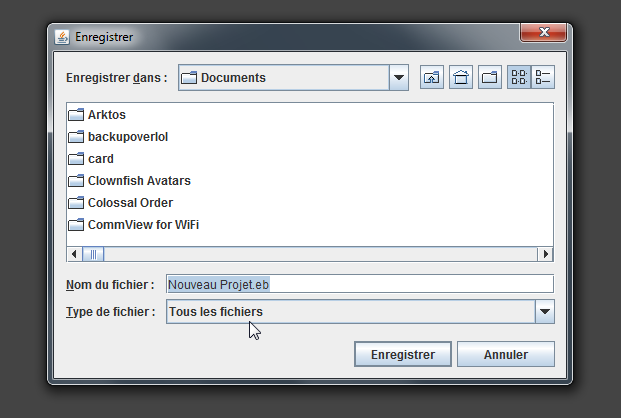 Enregistrer
Enregistrer dans : Documents
Arktos
backupoverlol
card
Clownfish Avatars
Colossal Order
CommView for WiFi
Nom du fichier : Nouveau Projet.eb
Type de fichier : Tous les fichiers
Enregistrer Annuler